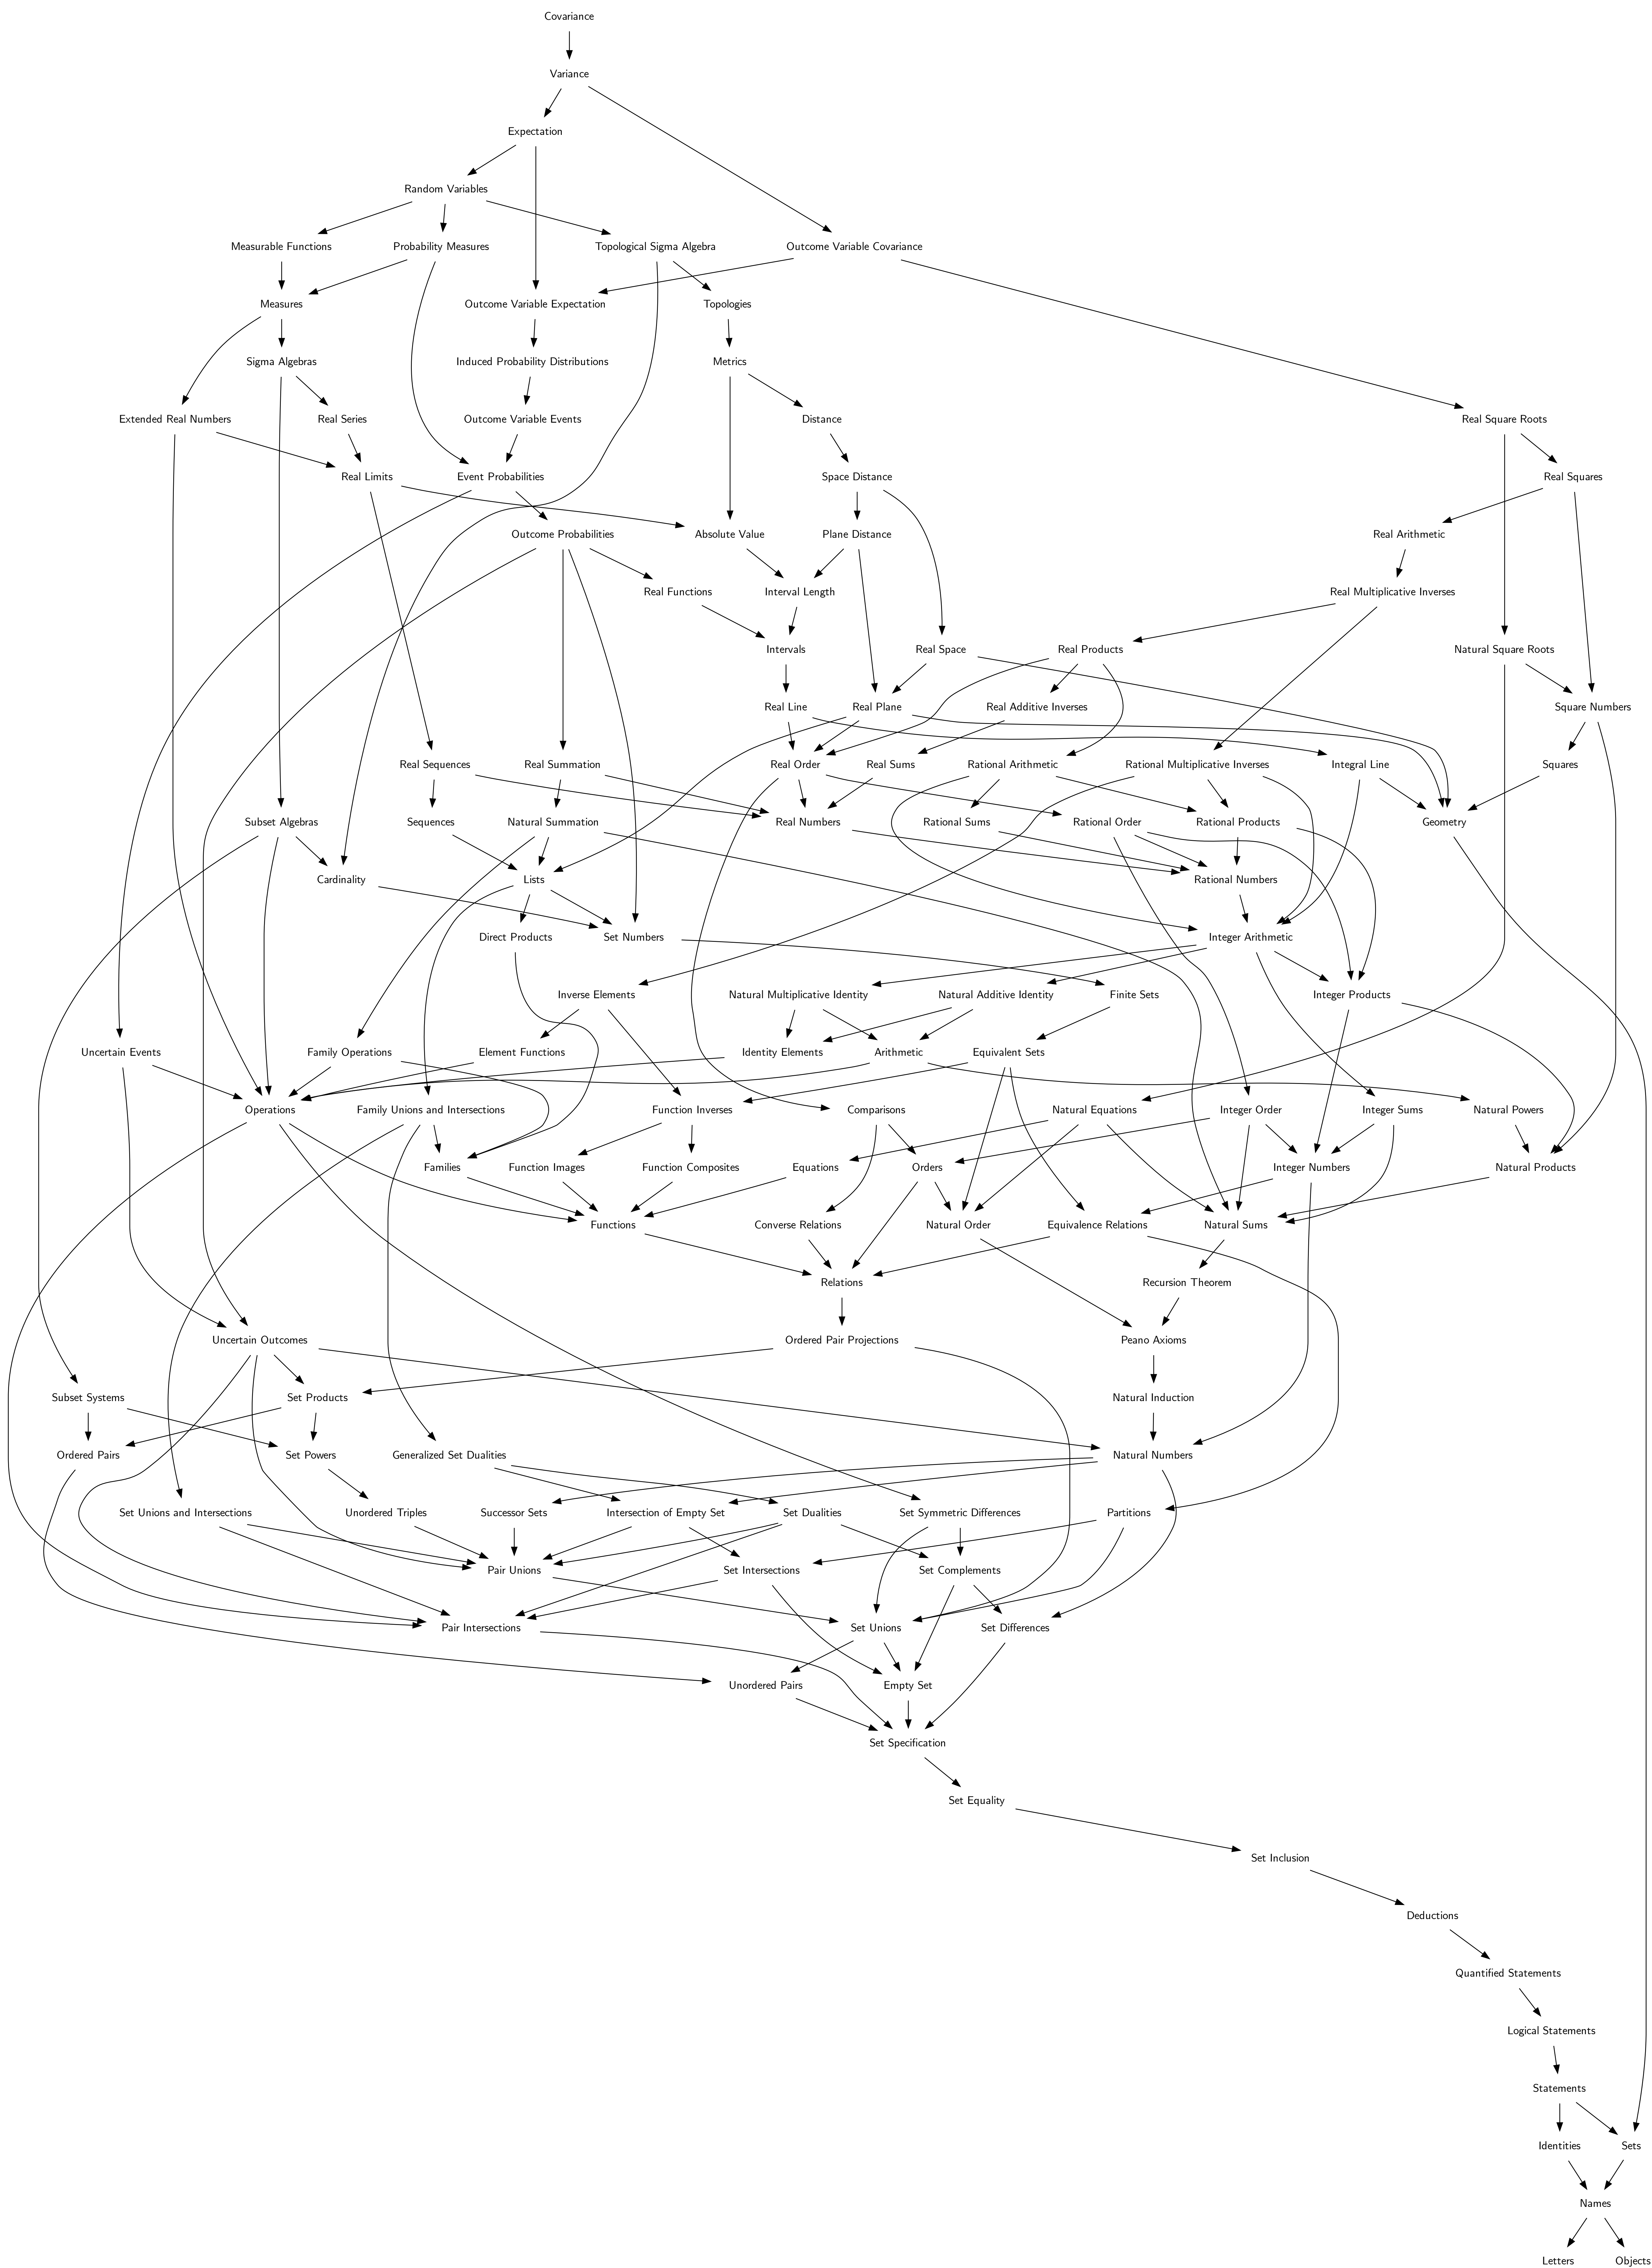 Covariance
Variance
Expectation
Random Variables
Measurable Functions
Probability Measures
Topological Sigma Algebra
Outcome Variable Covariance
Measures
Outcome Variable Expectation
Topologies
Sigma Algebras
Induced Probability Distributions
Metrics
Extended Real Numbers
Real Series
Outcome Variable Events
Distance
Real Square Roots
Real Limits
Event Probabilities
Space Distance
Real Squares
Outcome Probabilities
Absolute Value
Plane Distance
Real Arithmetic
Real Functions
Interval Length
Real Multiplicative Inverses
Intervals
Real Space
Real Products
Natural Square Roots
Real Line
Real Plane
Real Additive Inverses
Square Numbers
Real Sequences
Real Summation
Real Order
Real Sums
Rational Arithmetic
Rational Multiplicative Inverses
Integral Line
Squares
Subset Algebras
Sequences
Natural Summation
Real Numbers
Rational Sums
Rational Order
Rational Products
Geometry
Cardinality
Lists
Rational Numbers
Direct Products
Set Numbers
Integer Arithmetic
Inverse Elements
Natural Multiplicative Identity
Natural Additive Identity
Finite Sets
Integer Products
Uncertain Events
Family Operations
Element Functions
Identity Elements
Arithmetic
Equivalent Sets
Operations
Family Unions and Intersections
Function Inverses
Comparisons
Natural Equations
Integer Order
Integer Sums
Natural Powers
Families
Function Images
Function Composites
Equations
Orders
Integer Numbers
Natural Products
Functions
Converse Relations
Natural Order
Equivalence Relations
Natural Sums
Relations
Recursion Theorem
Uncertain Outcomes
Ordered Pair Projections
Peano Axioms
Subset Systems
Set Products
Natural Induction
Ordered Pairs
Set Powers
Generalized Set Dualities
Natural Numbers
Set Unions and Intersections
Unordered Triples
Successor Sets
Intersection of Empty Set
Set Dualities
Set Symmetric Differences
Partitions
Pair Unions
Set Intersections
Set Complements
Pair Intersections
Set Unions
Set Differences
Unordered Pairs
Empty Set
Set Specification
Set Equality
Set Inclusion
Deductions
Quantified Statements
Logical Statements
Statements
Identities
Sets
Names
Letters
Objects